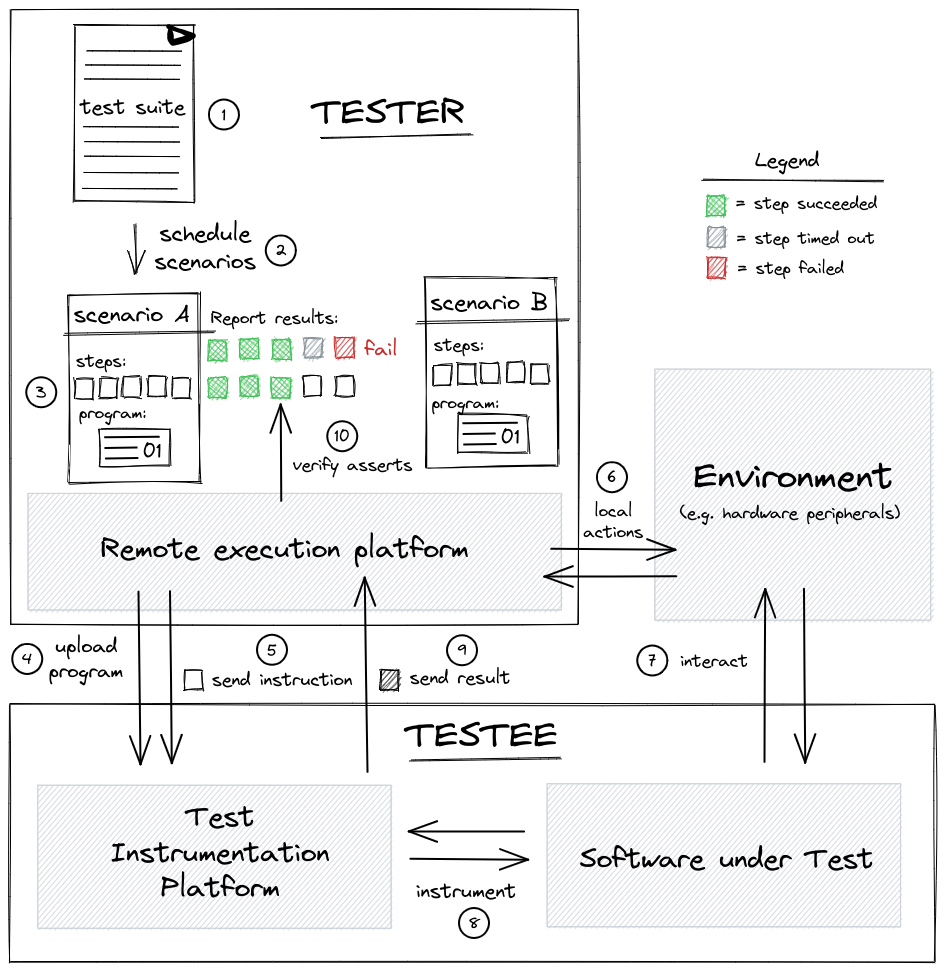 test suite
1
TESTER
schedule
scenarios
2
Legend
= step succeeded
= step timed out
= step failed
scenario A
steps:
program:
01
3
Report results:
fail
10
verify asserts
scenario B
steps:
program:
01
Remote execution platform
6
local
actions
Environment
(e.g. hardware peripherals)
4
upload
program
5
send instruction
9
send result
7
interact
TESTEE
Test
Instrumentation
Platform
instrument
8
Software under Test